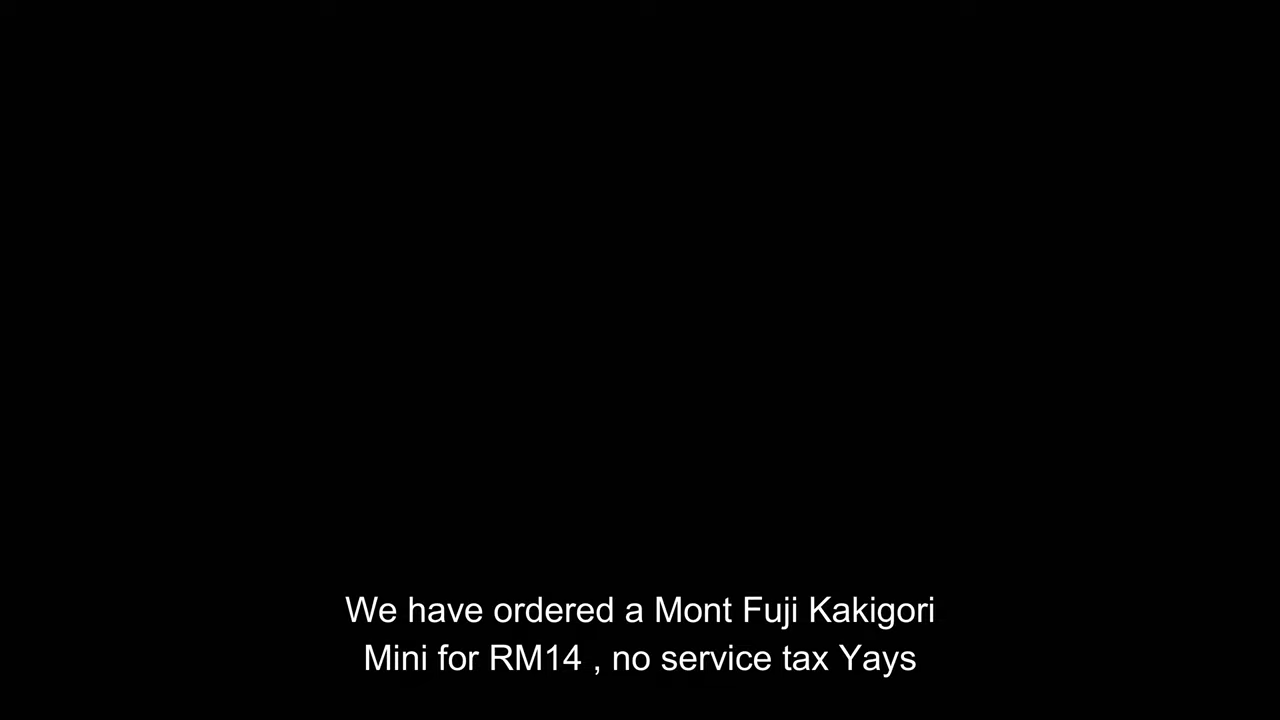 We have ordered a Mont Fuji Kakigori
Mini for RM14 , no service tax Yays